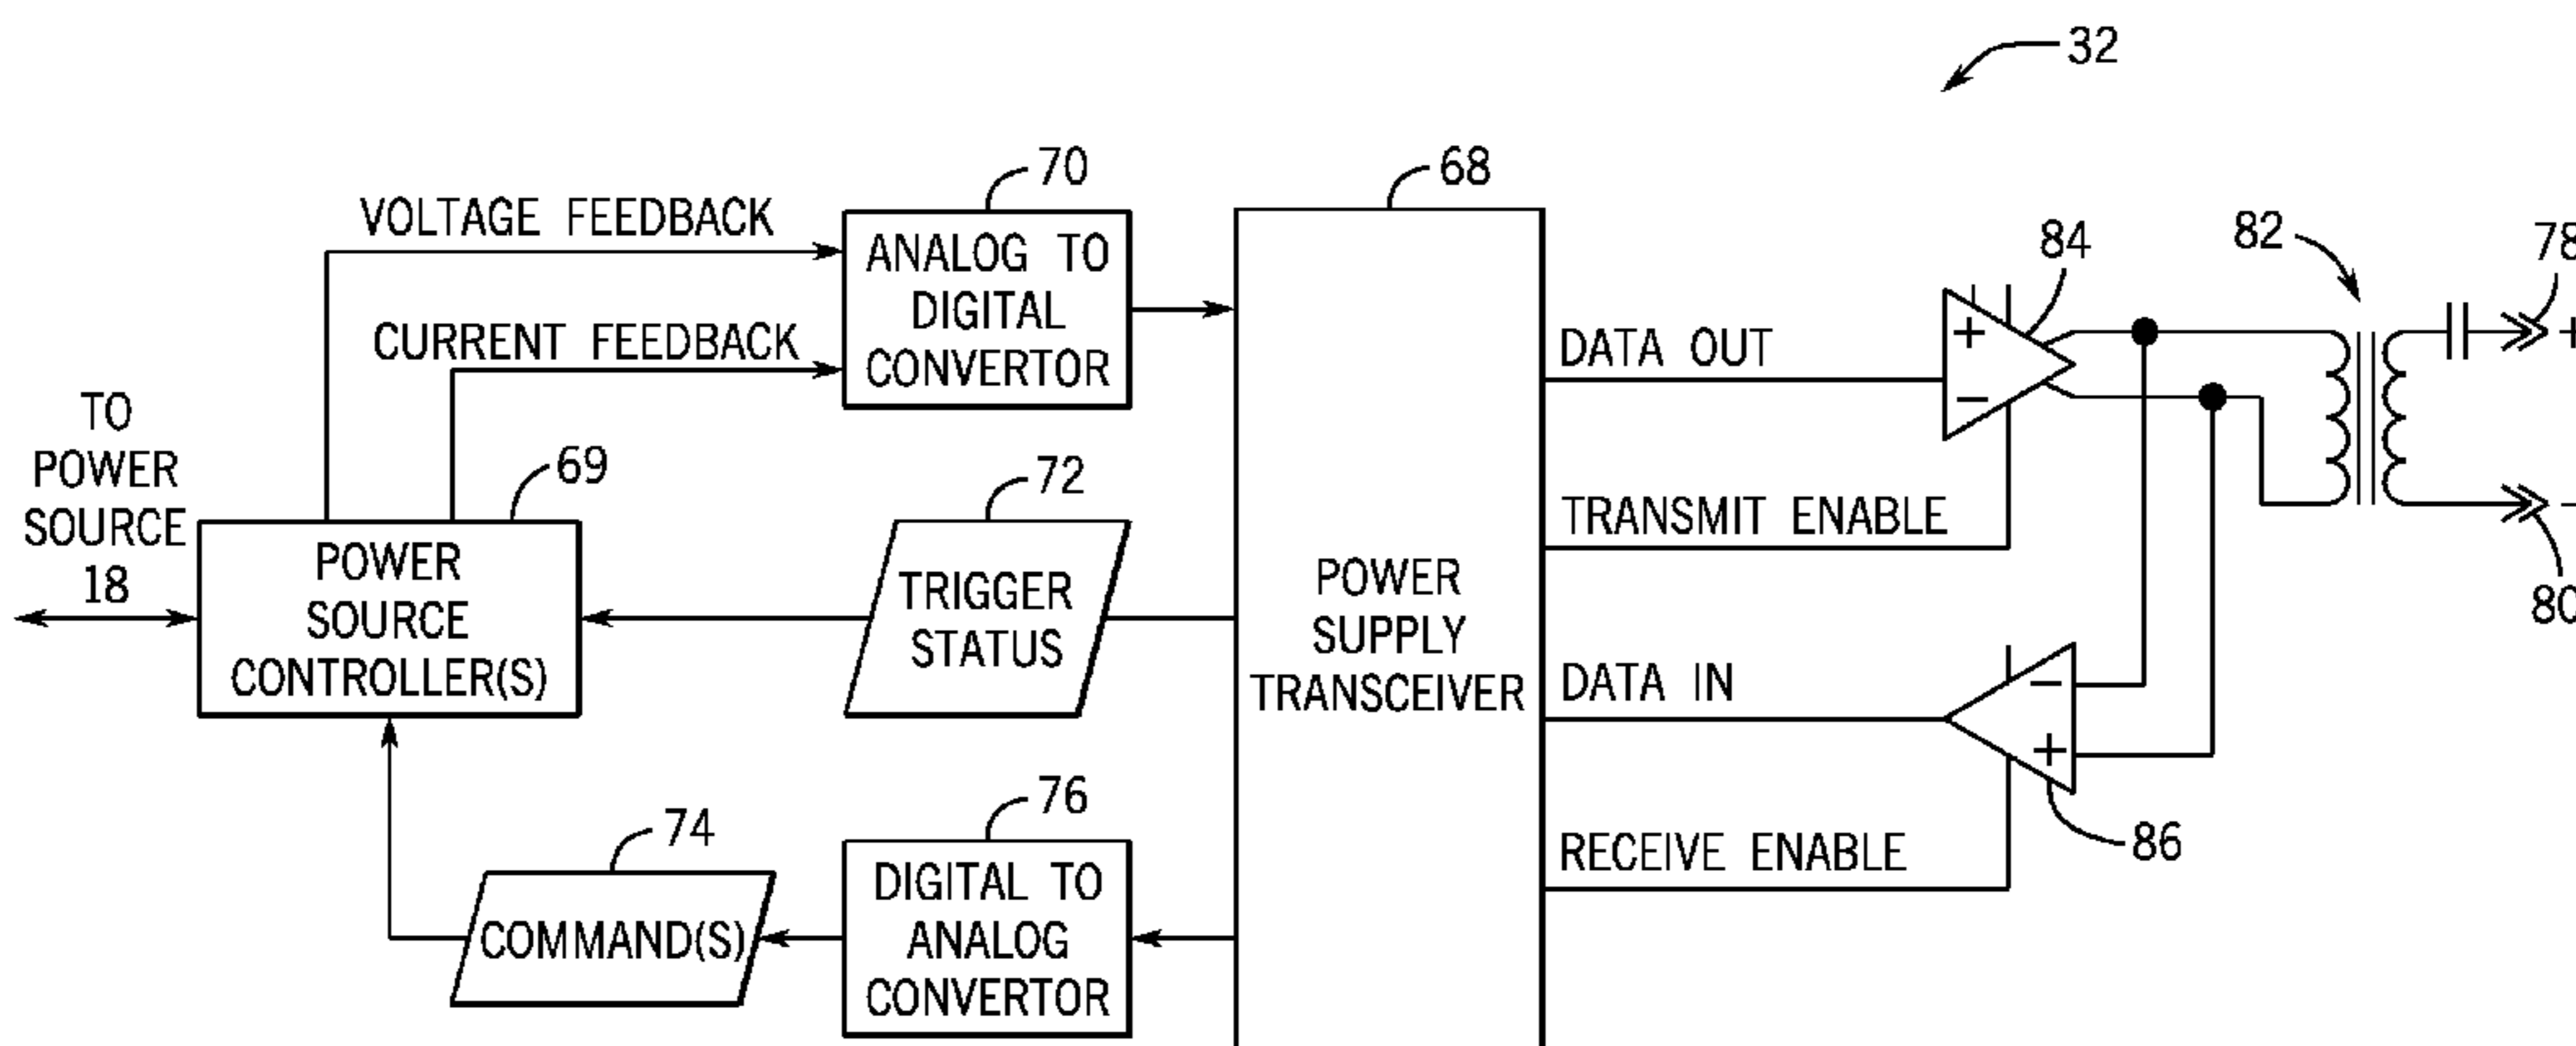 32
70
68
VOLTAGE FEEDBACK
ANALOG TO
DIGITAL
CONVERTOR
84
82
78
+
CURRENT FEEDBACK
DATA OUT
+
−
TO
POWER
SOURCE
18
69
72
TRANSMIT ENABLE
−
80
POWER
SOURCE
CONTROLLER(S)
TRIGGER
STATUS
POWER
SUPPLY
TRANSCEIVER
DATA IN
−
+
86
74
76
RECEIVE ENABLE
COMMAND(S)
DIGITAL TO
ANALOG
CONVERTOR